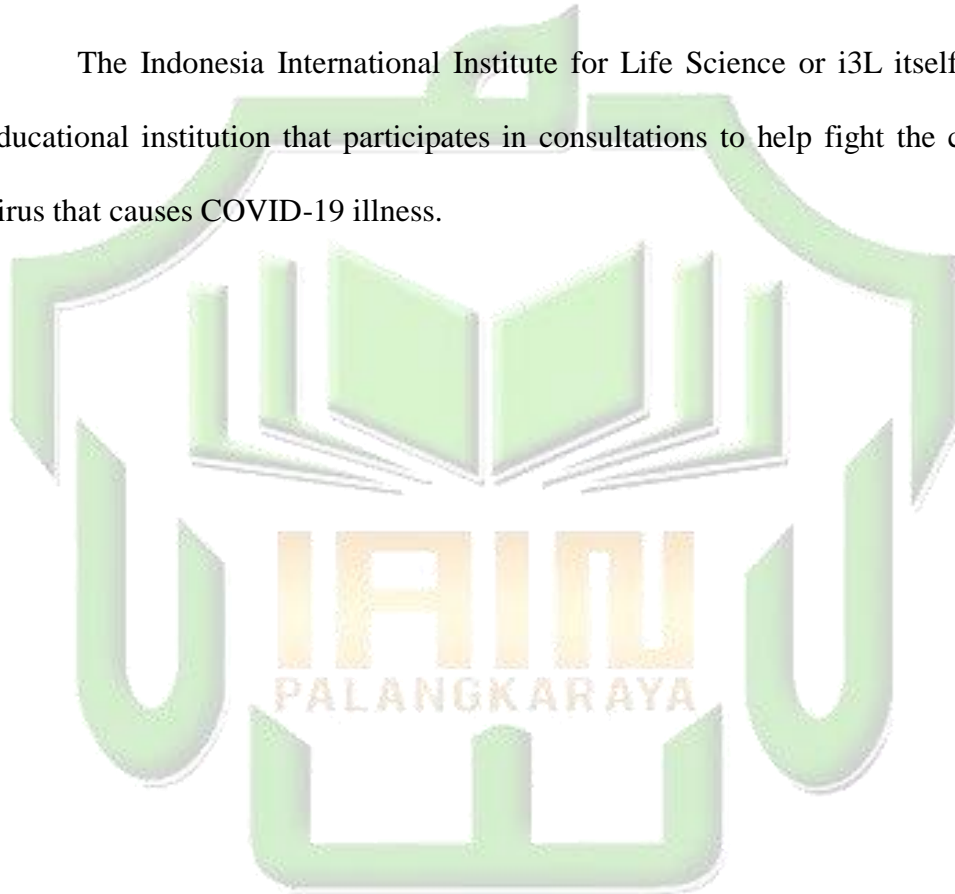 The Indonesia International Institute for Life Science or i3L itself
ducational institution that participates in consultations to help fight the c
irus that causes COVID-19 illness.
IAIN
PALANGKARAYA